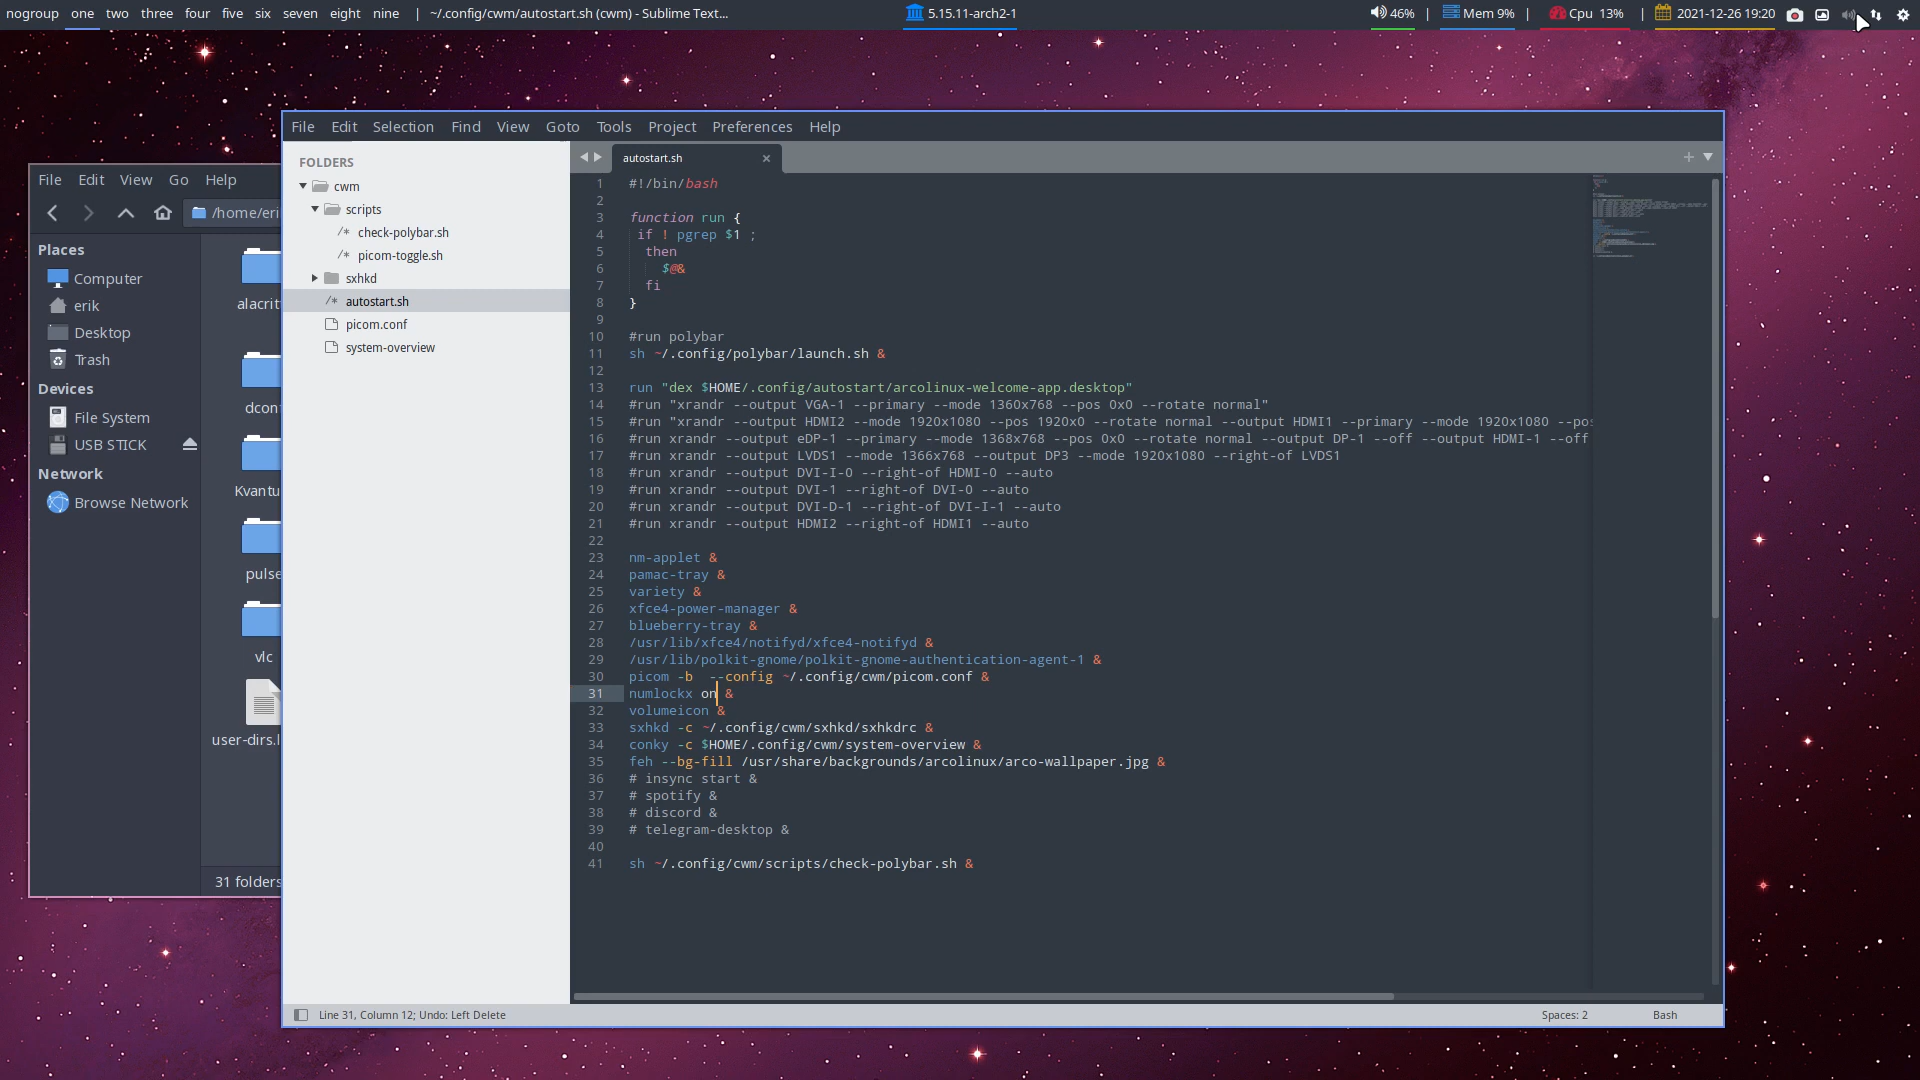 nogroup one two three four five six seven eight nine | ~/.config/cwm/autostart.sh (cwm) - Sublime Text... 5.15.11-arch2-1 46% | Mem 9% | Cpu 13% | 2021-12-26 19:20
File Edit View Go Help
/home/eri
Places
Computer
erik
Desktop
Trash
Devices
File System
USB STICK
Network
Browse Network
alacrit
dcon
Kvantu
pulse
vlc
user-dirs.l
31 folders
File Edit Selection Find View Goto Tools Project Preferences Help
FOLDERS
cwm
scripts
/* check-polybar.sh
/* picom-toggle.sh
sxhkd
/* autostart.sh
picom.conf
system-overview
autostart.sh
1 #!/bin/bash
2
3 function run {
4 if ! pgrep $1 ;
5 then
6 $@&
7 fi
8 }
9
10 #run polybar
11 sh ~/.config/polybar/launch.sh &
12
13 run "dex $HOME/.config/autostart/arcolinux-welcome-app.desktop"
14 #run "xrandr --output VGA-1 --primary --mode 1360x768 --pos 0x0 --rotate normal"
15 #run "xrandr --output HDMI2 --mode 1920x1080 --pos 1920x0 --rotate normal --output HDMI1 --primary --mode 1920x1080 --pos
16 #run xrandr --output eDP-1 --primary --mode 1368x768 --pos 0x0 --rotate normal --output DP-1 --off --output HDMI-1 --off
17 #run xrandr --output LVDS1 --mode 1366x768 --output DP3 --mode 1920x1080 --right-of LVDS1
18 #run xrandr --output DVI-I-0 --right-of HDMI-0 --auto
19 #run xrandr --output DVI-1 --right-of DVI-0 --auto
20 #run xrandr --output DVI-D-1 --right-of DVI-I-1 --auto
21 #run xrandr --output HDMI2 --right-of HDMI1 --auto
22
23 nm-applet &
24 pamac-tray &
25 variety &
26 xfce4-power-manager &
27 blueberry-tray &
28 /usr/lib/xfce4/notifyd/xfce4-notifyd &
29 /usr/lib/polkit-gnome/polkit-gnome-authentication-agent-1 &
30 picom -b  --config ~/.config/cwm/picom.conf &
31 numlockx on &
32 volumeicon &
33 sxhkd -c ~/.config/cwm/sxhkd/sxhkdrc &
34 conky -c $HOME/.config/cwm/system-overview &
35 feh --bg-fill /usr/share/backgrounds/arcolinux/arco-wallpaper.jpg &
36 # insync start &
37 # spotify &
38 # discord &
39 # telegram-desktop &
40
41 sh ~/.config/cwm/scripts/check-polybar.sh &
Line 31, Column 12; Undo: Left Delete Spaces: 2 Bash